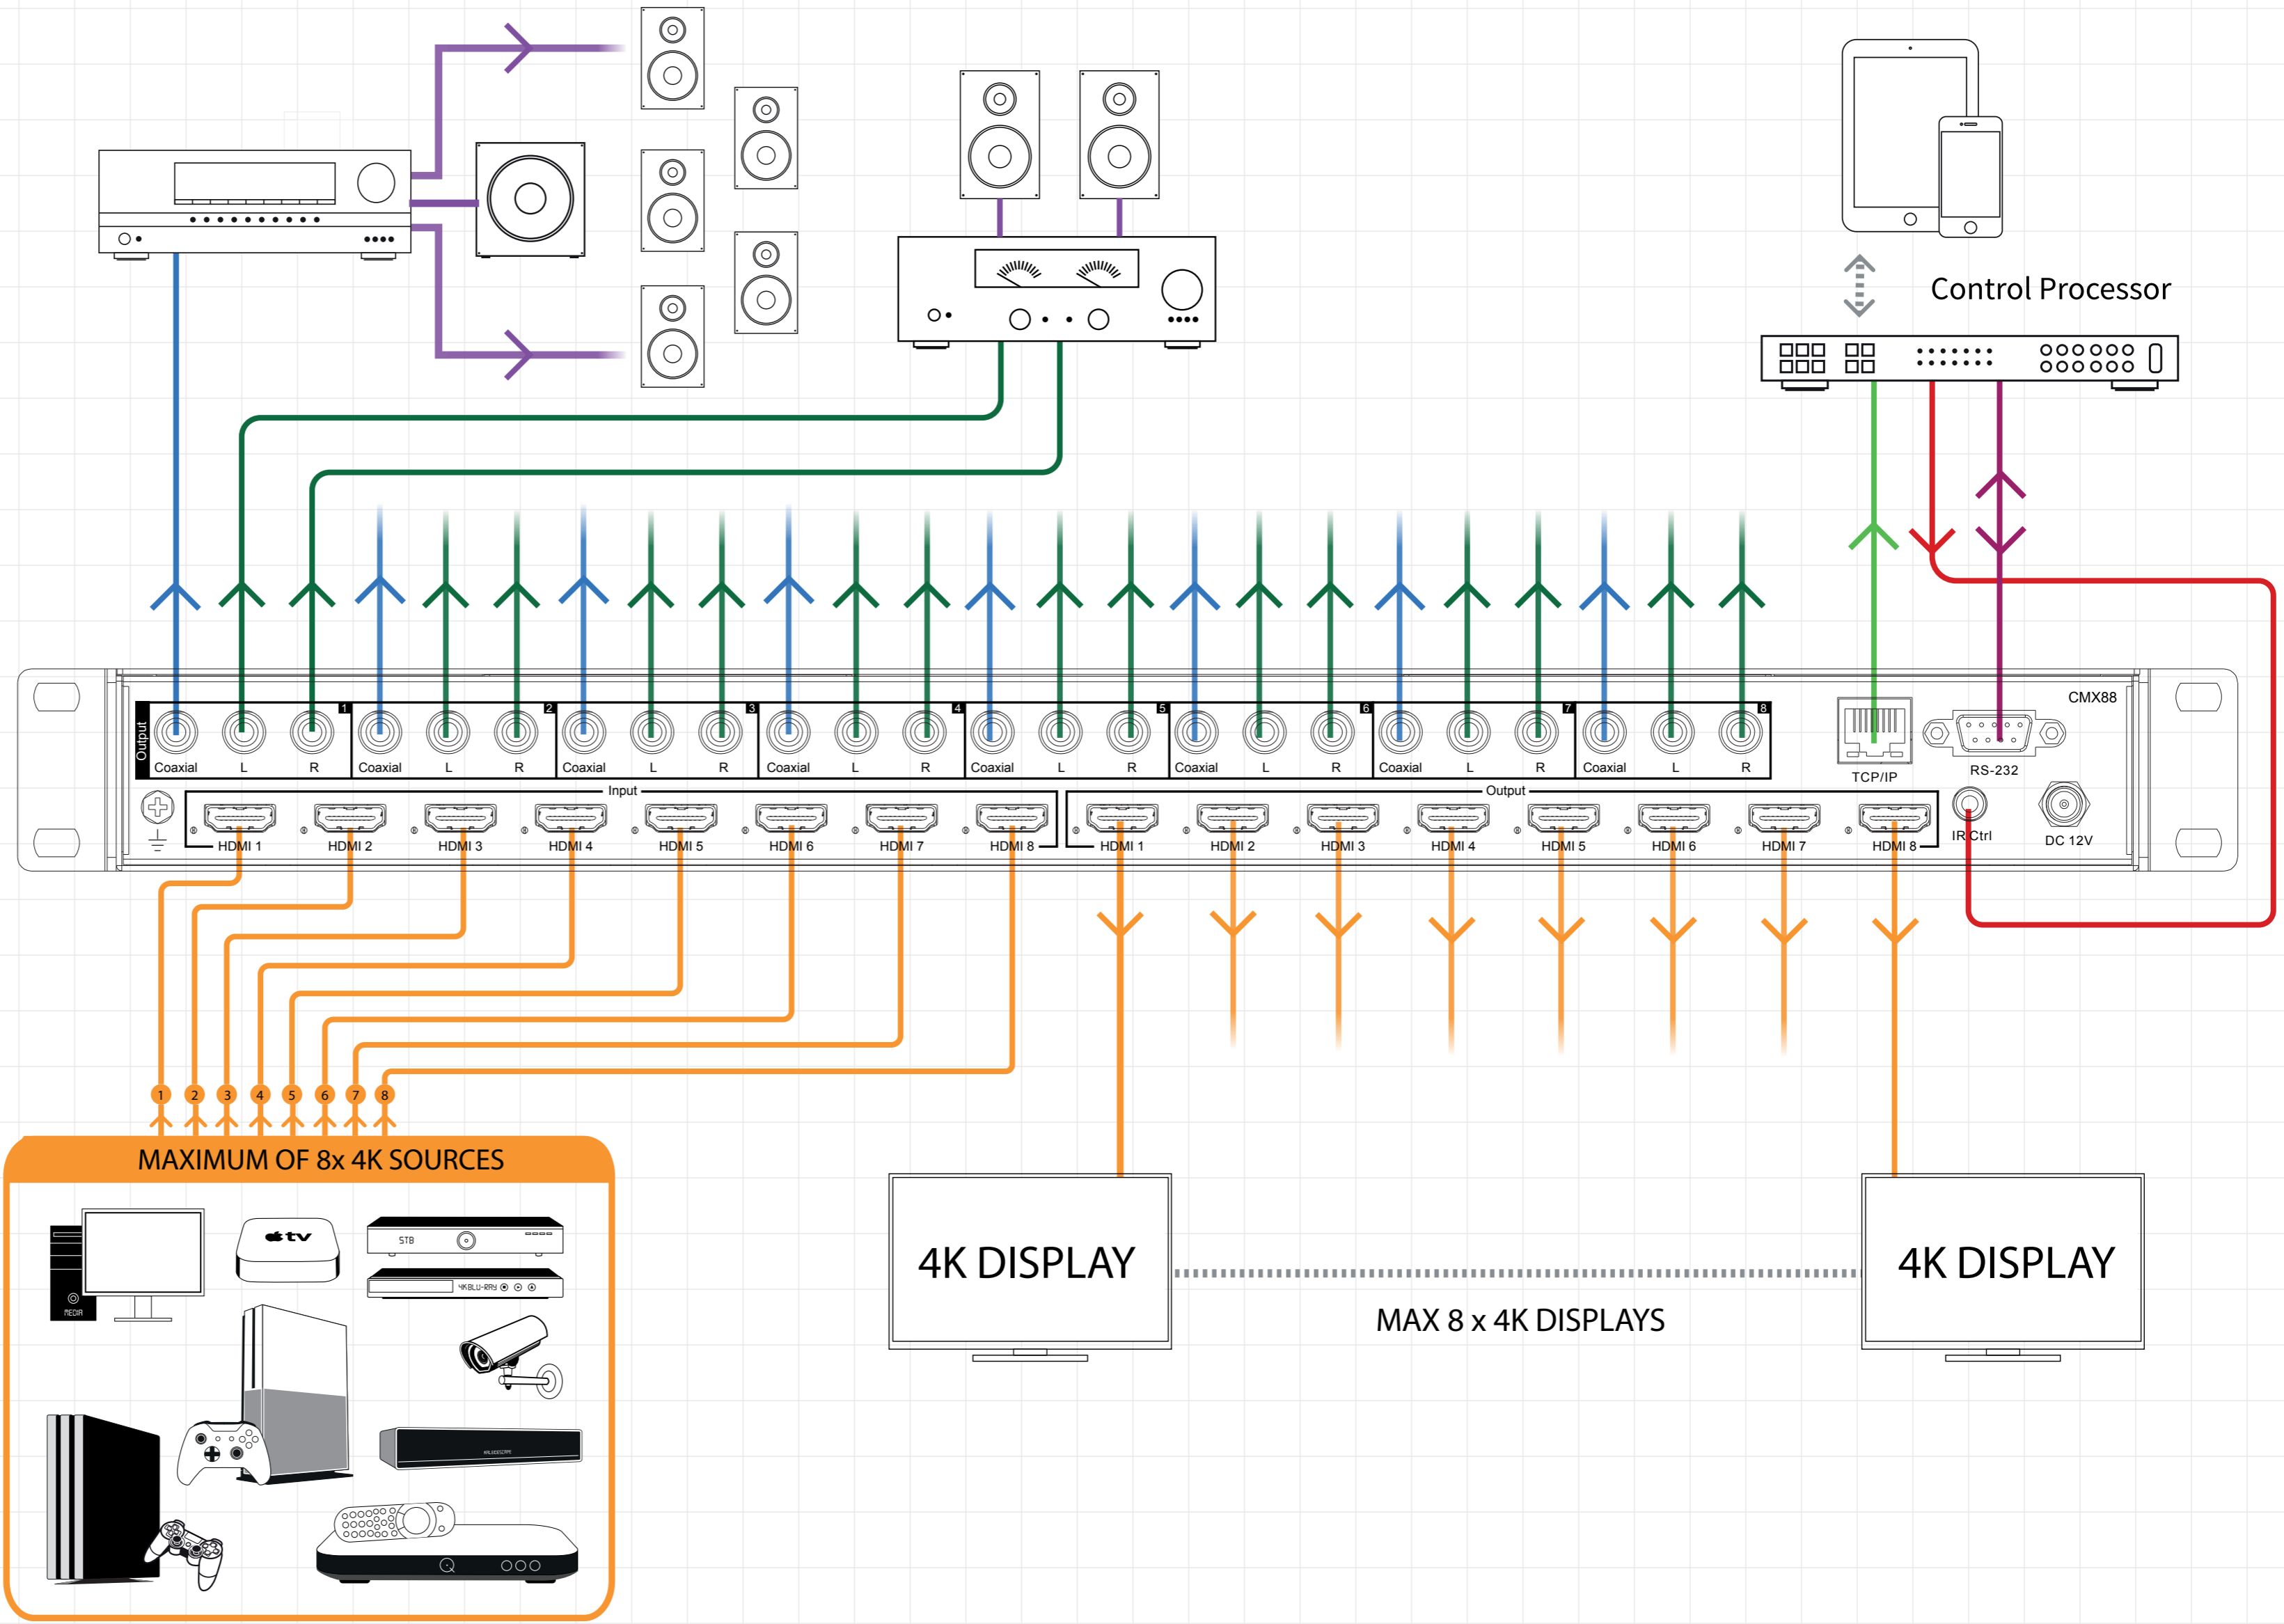 Control Processor
CMX88
Output
1 2 3 4 5 6 7 8
Coaxial L R Coaxial L R Coaxial L R Coaxial L R Coaxial L R Coaxial L R Coaxial L R Coaxial L R
TCP/IP
RS-232
Input
Output
HDMI 1 HDMI 2 HDMI 3 HDMI 4 HDMI 5 HDMI 6 HDMI 7 HDMI 8
HDMI 1 HDMI 2 HDMI 3 HDMI 4 HDMI 5 HDMI 6 HDMI 7 HDMI 8
IR Ctrl
DC 12V
1 2 3 4 5 6 7 8
MAXIMUM OF 8x 4K SOURCES
tv
STB
4K BLU-RAY
MEDIA
KALEIDESCAPE
Q
4K DISPLAY
4K DISPLAY
MAX 8 x 4K DISPLAYS